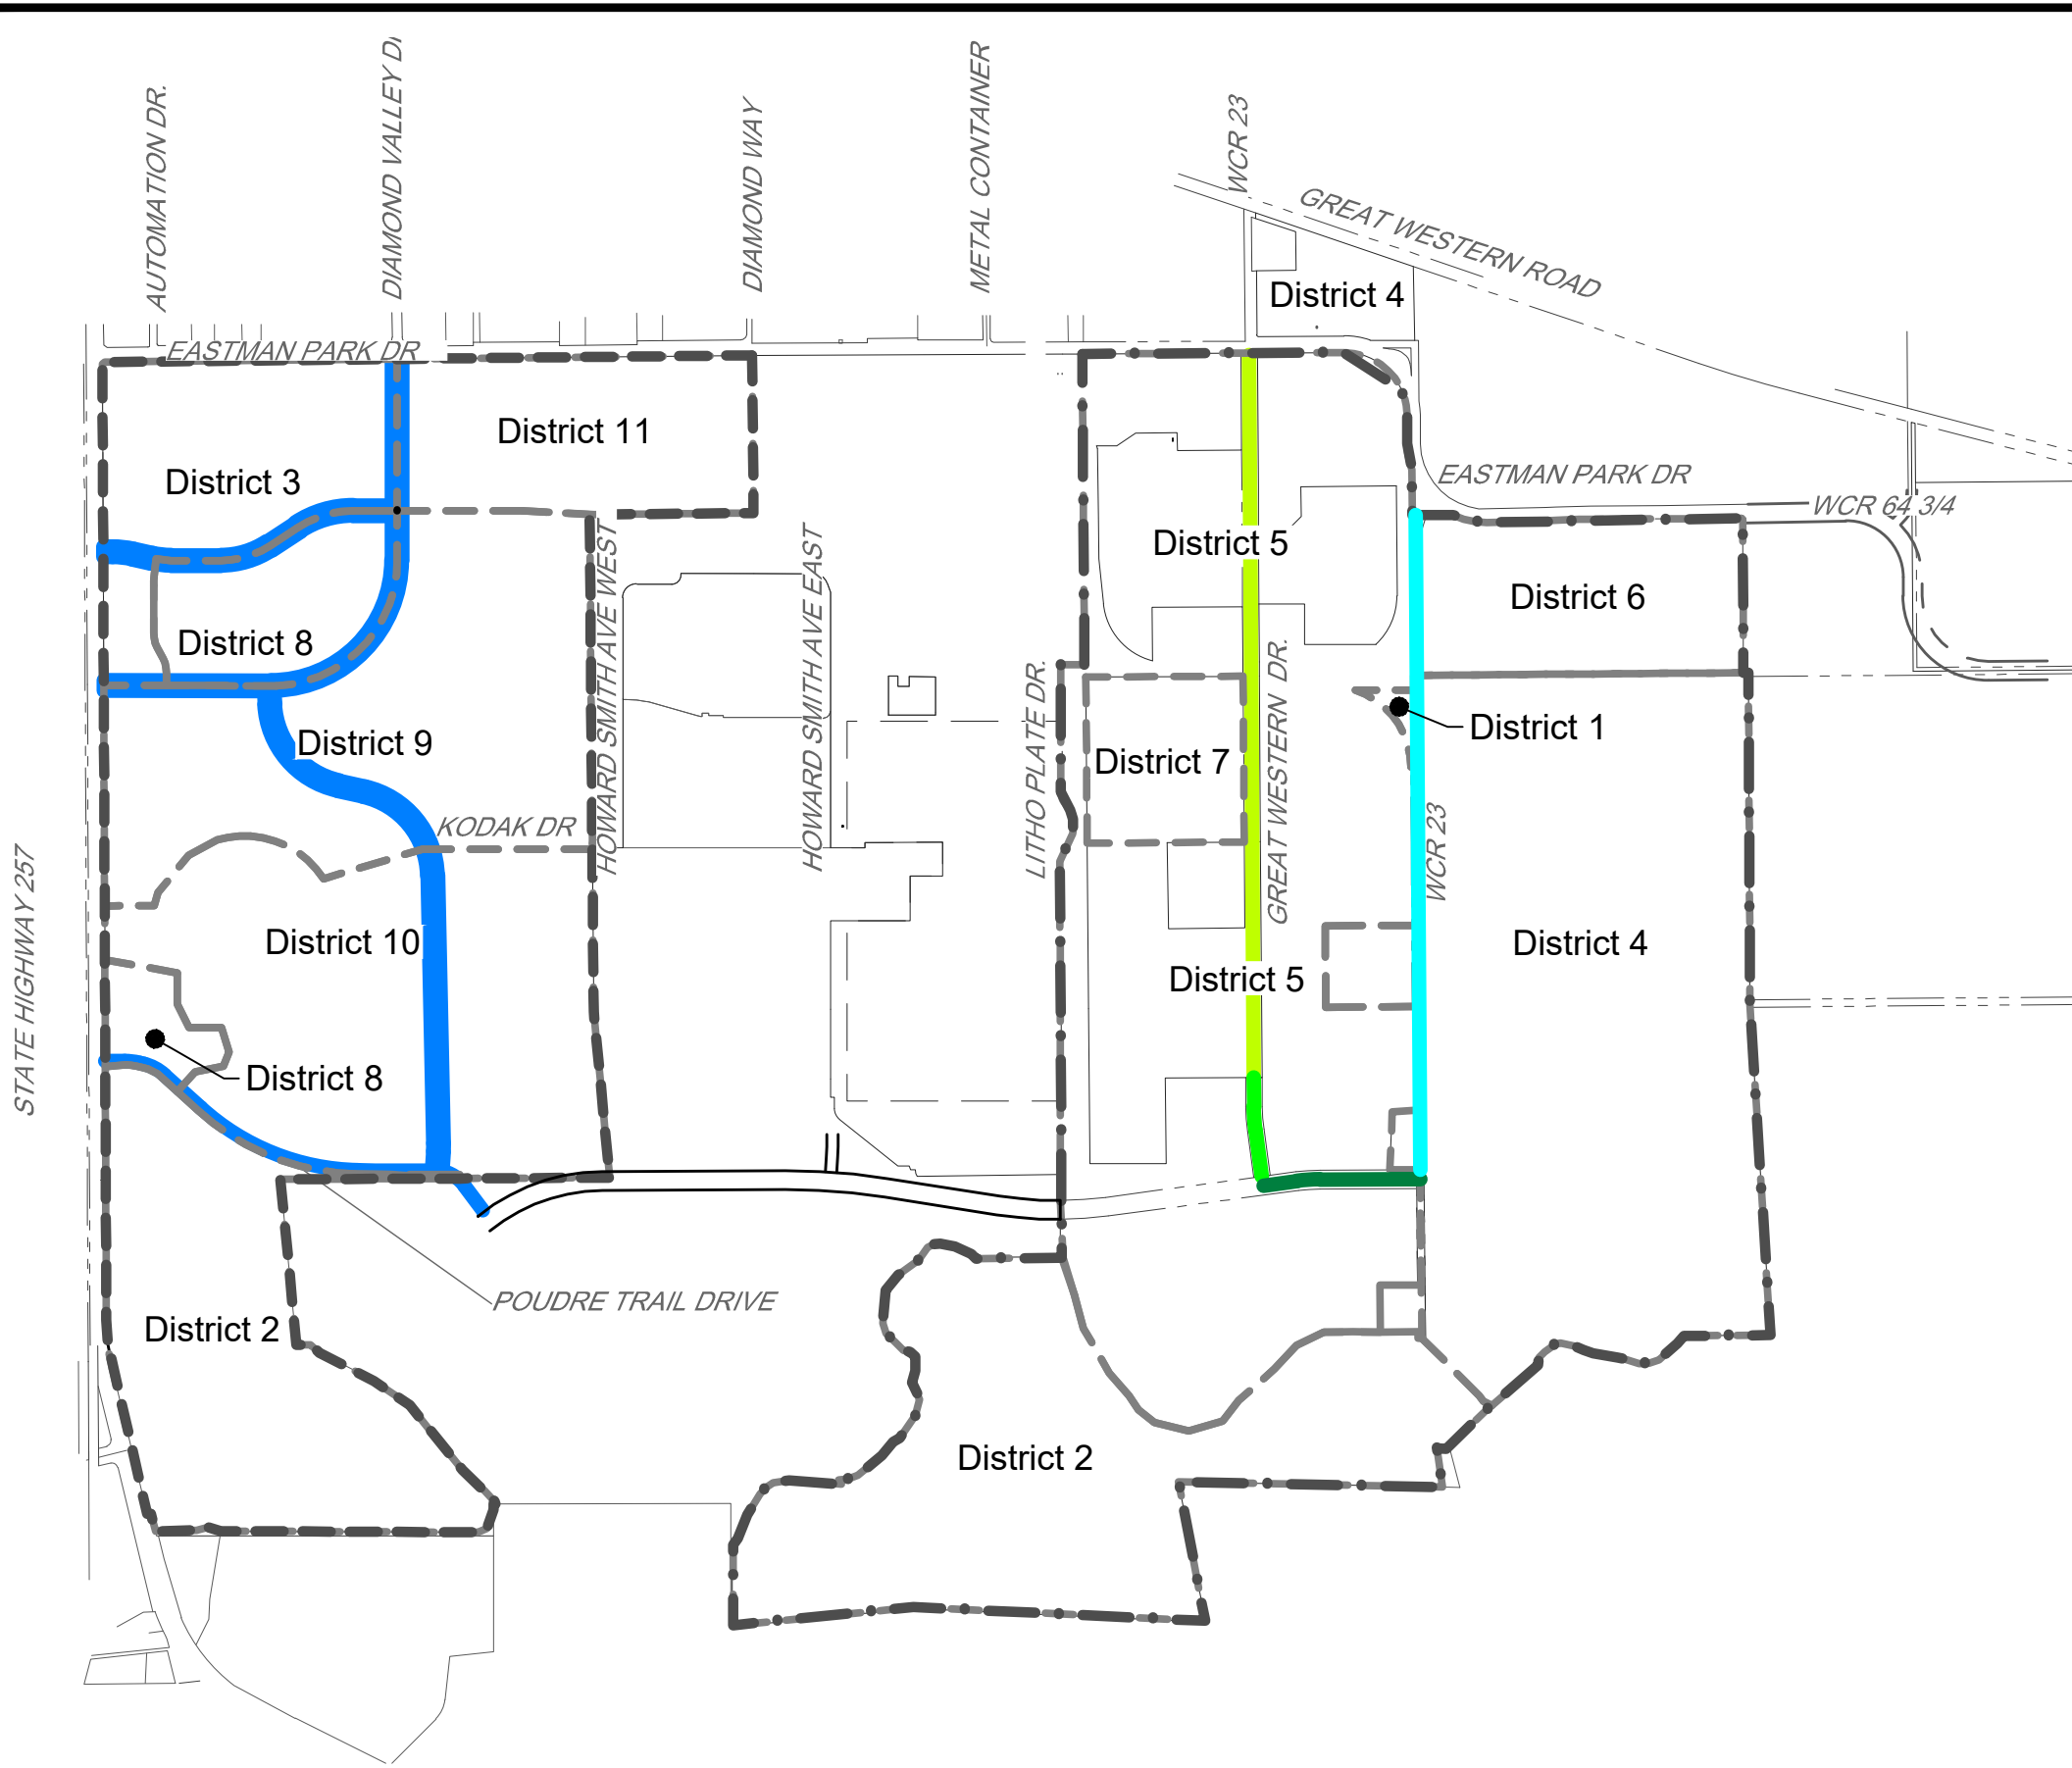 AUTOMATION DR.
DIAMOND VALLEY D
DIAMOND WAY
METAL CONTAINER
WCR 23
GREAT WESTERN ROAD
District 4
EASTMAN PARK DR
District 11
District 3
EASTMAN PARK DR
WCR 64 3/4
District 5
HOWARD SMITH AVE WEST
HOWARD SMITH AVE EAST
District 6
District 8
LITHO PLATE DR.
GREAT WESTERN DR.
District 1
District 9
District 7
KODAK DR
WCR 23
STATE HIGHWAY 257
District 10
District 4
District 5
District 8
POUDRE TRAIL DRIVE
District 2
District 2